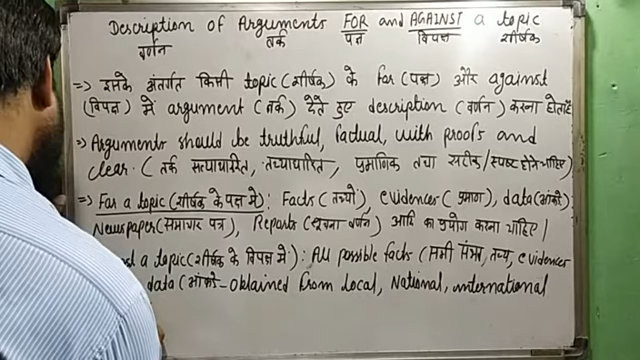 Description of Arguments FOR and AGAINST a topic
वर्णन तर्क पक्ष विपक्ष शीर्षक
=> इसके अंतर्गत किसी topic (शीर्षक) के For (पक्ष) और against
(विपक्ष) में argument (तर्क) देते हुए description (वर्णन) करना होता है
=> Arguments should be truthful, factual, with proofs and
clear. (तर्क सत्याधारित, तथ्याधारित, प्रमाणिक तथा सटीक/स्पष्ट होने चाहिए)
=> For a topic (शीर्षक के पक्ष में): Facts (तथ्यों), evidences (प्रमाण), data (आंकड़े)
Newspaper (समाचार पत्र), Reports (सूचना वर्णन) आदि का प्रयोग करना चाहिए।
a topic (शीर्षक के विपक्ष में): All possible facts (सभी संभव, तथ्य, evidences
data (आंकड़े - obtained from local, National, international